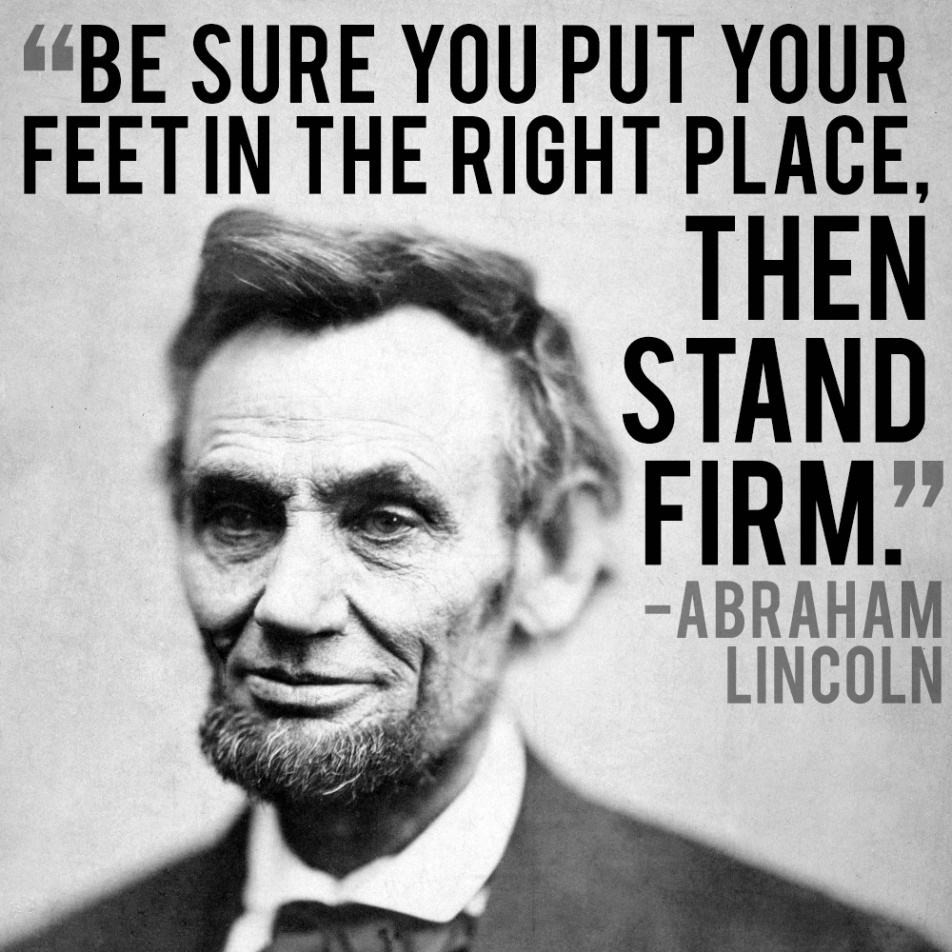 “BE SURE YOU PUT YOUR
FEET IN THE RIGHT PLACE,
THEN
STAND
FIRM.”
-ABRAHAM
LINCOLN